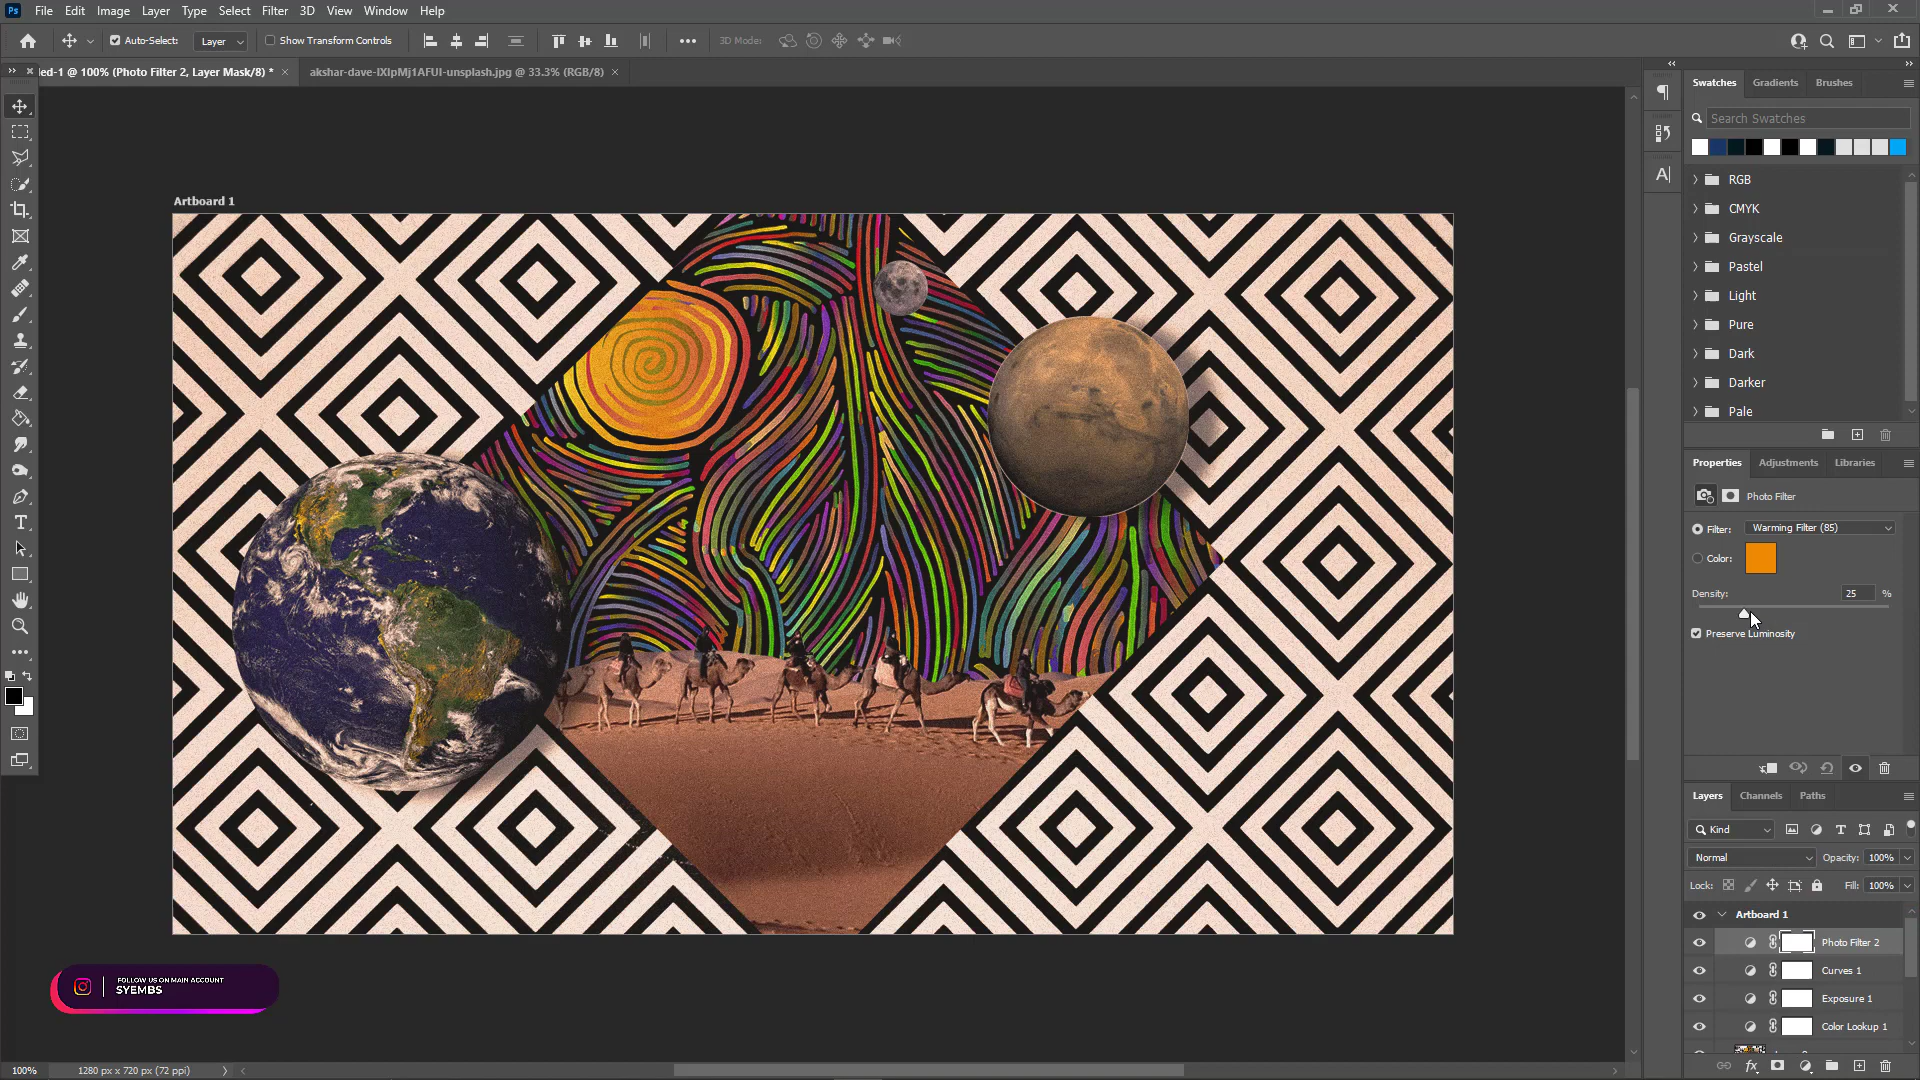 Ps File Edit Image Layer Type Select Filter 3D View Window Help
Auto-Select: Layer Show Transform Controls 3D Mode:
led-1 @ 100% (Photo Filter 2, Layer Mask/8) * akshar-dave-lXlpMj1AFUI-unsplash.jpg @ 33.3% (RGB/8)
Artboard 1
Swatches Gradients Brushes
Search Swatches
RGB
CMYK
Grayscale
Pastel
Light
Pure
Dark
Darker
Pale
Properties Adjustments Libraries
Photo Filter
Filter: Warming Filter (85)
Color:
Density: 25 %
Preserve Luminosity
Layers Channels Paths
Kind
Normal Opacity: 100%
Lock: Fill: 100%
Artboard 1
Photo Filter 2
Curves 1
Exposure 1
Color Lookup 1
FOLLOW US ON MAIN ACCOUNT
SYEMBS
100% 1280 px x 720 px (72 ppi)